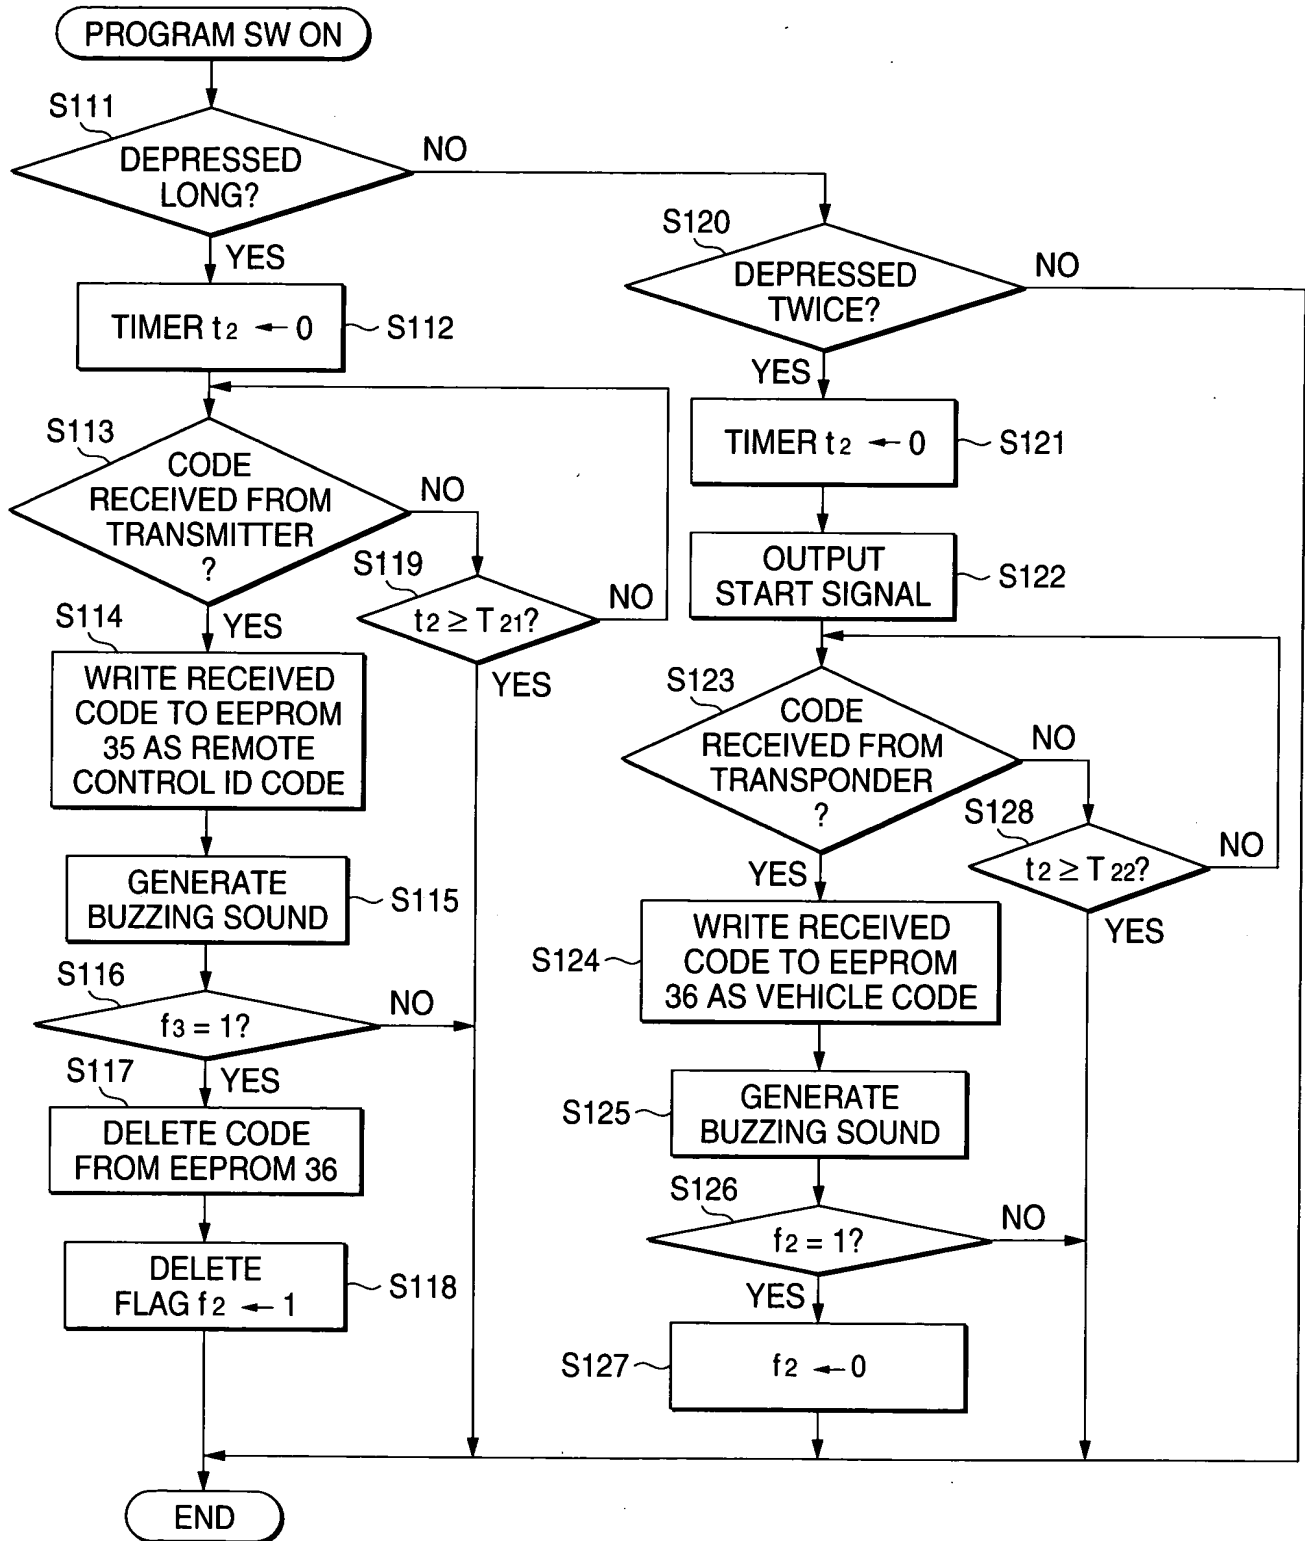 PROGRAM SW ON
S111
DEPRESSED
LONG?
NO
YES
TIMER t2 ← 0
S112
S113
CODE
RECEIVED FROM
TRANSMITTER
?
NO
YES
S119
t2 ≥ T21?
NO
YES
S114
WRITE RECEIVED
CODE TO EEPROM
35 AS REMOTE
CONTROL ID CODE
GENERATE
BUZZING SOUND
S115
S116
f3 = 1?
NO
YES
S117
DELETE CODE
FROM EEPROM 36
DELETE
FLAG f2 ← 1
S118
S120
DEPRESSED
TWICE?
NO
YES
TIMER t2 ← 0
S121
OUTPUT
START SIGNAL
S122
S123
CODE
RECEIVED FROM
TRANSPONDER
?
NO
YES
S128
t2 ≥ T22?
NO
YES
S124
WRITE RECEIVED
CODE TO EEPROM
36 AS VEHICLE CODE
S125
GENERATE
BUZZING SOUND
S126
f2 = 1?
NO
YES
S127
f2 ← 0
END